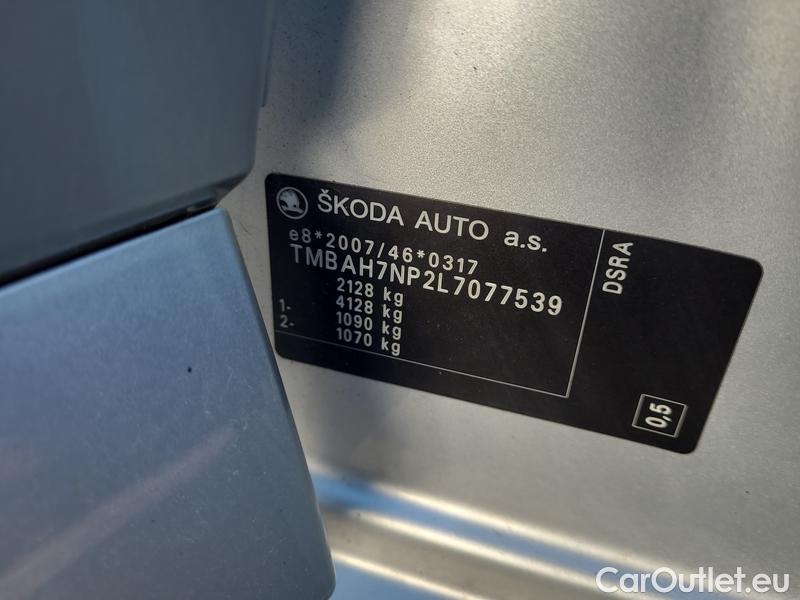 ŠKODA AUTO a.s.
e8*2007/46*0317
TMBAH7NP2L7077539
2128 kg
1- 4128 kg
2- 1090 kg
1070 kg
DSRA
0,5
CarOutlet.eu